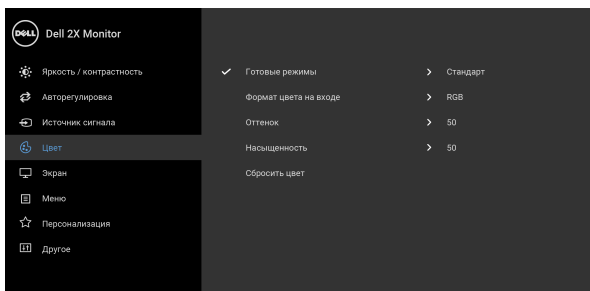 DELL Dell 2X Monitor
Яркость / контрастность
Готовые режимы
Стандарт
Авторегулировка
Формат цвета на входе
RGB
Источник сигнала
Оттенок
50
Цвет
Насыщенность
50
Экран
Сбросить цвет
Меню
Персонализация
Другое